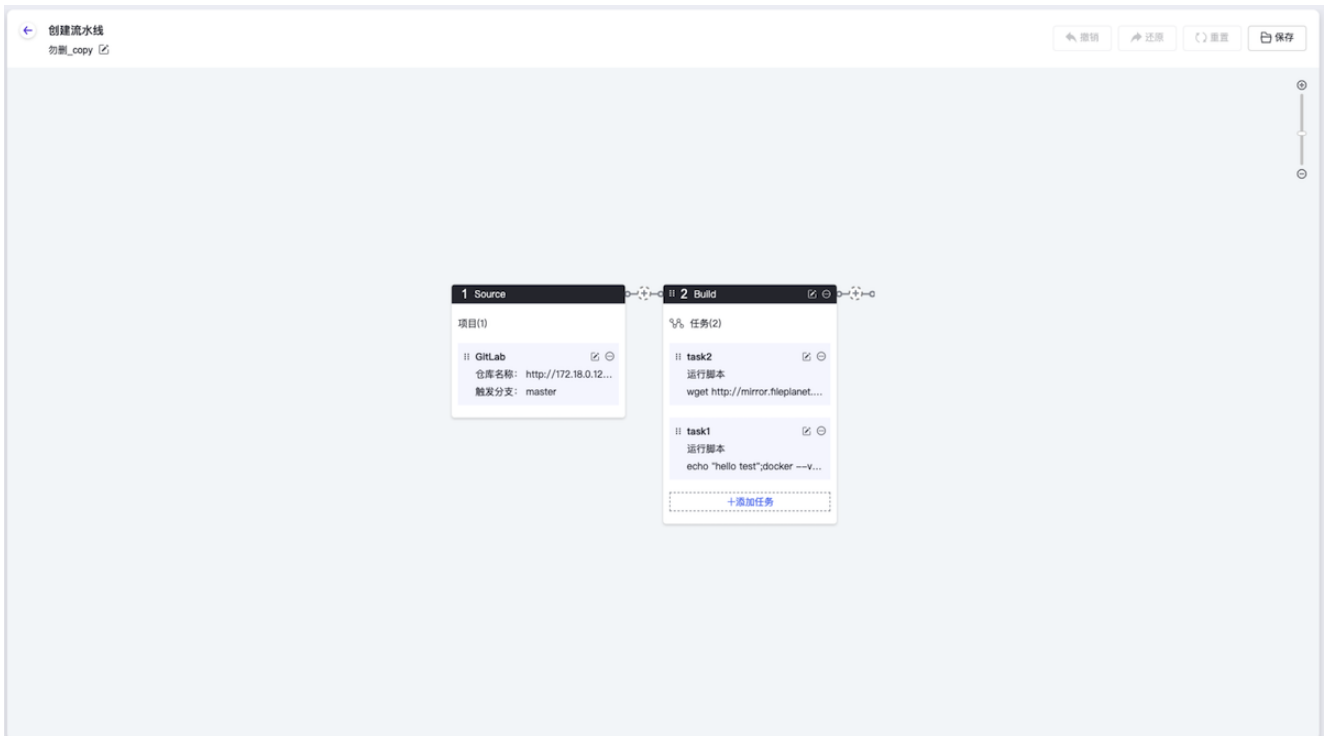 创建流水线
勿删_copy
撤销 还原 重置 保存
1 Source
项目(1)
GitLab
仓库名称: http://172.18.0.12...
触发分支: master
2 Build
任务(2)
task2
运行脚本
wget http://mirror.fileplanet....
task1
运行脚本
echo "hello test";docker --v...
+添加任务